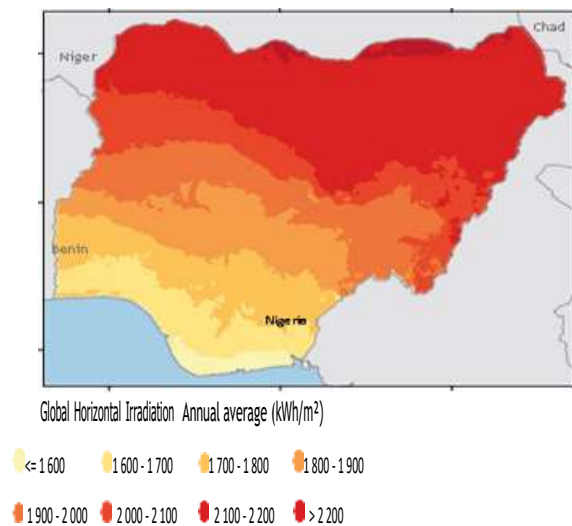 Chad
Niger
benin
Nigeria
Global Horizontal Irradiation Annual average (kWh/m²)
<= 1 600 1 600 - 1 700 1 700 - 1 800 1 800 - 1 900
1 900 - 2 000 2 000 - 2 100 2 100 - 2 200 > 2 200